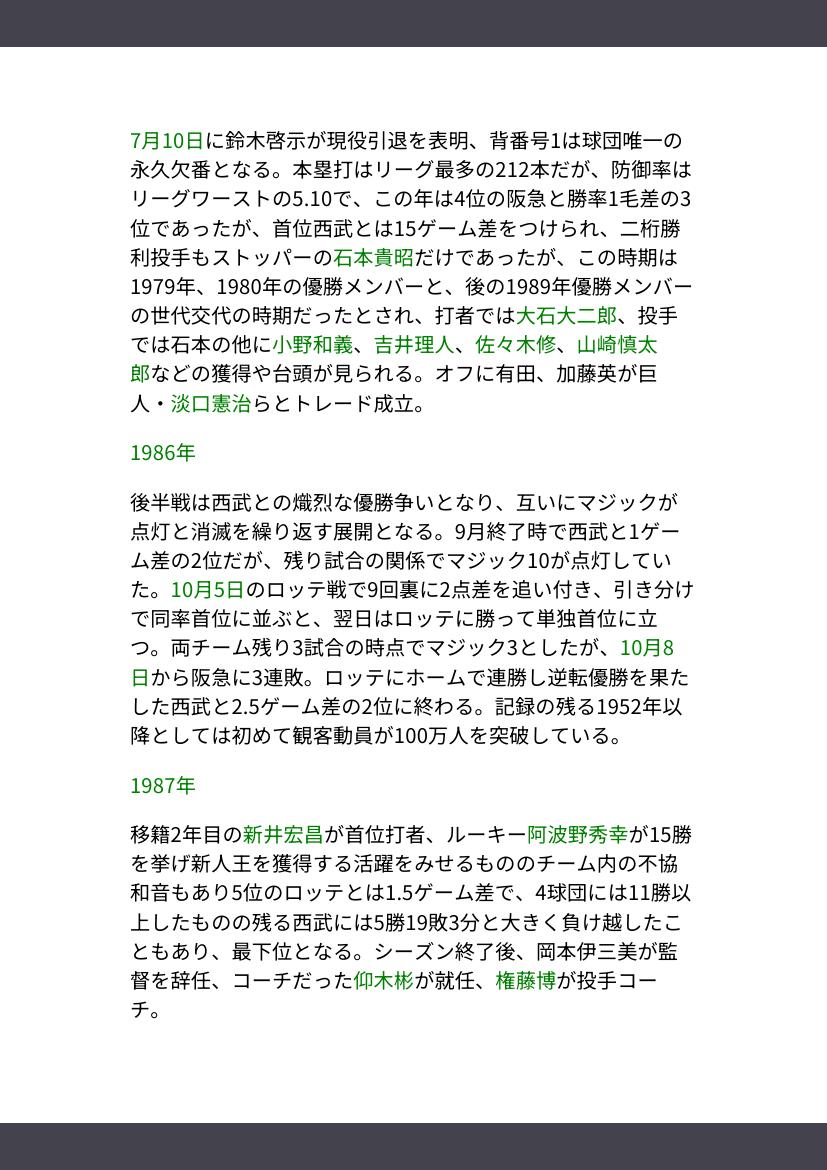 7月10日に鈴木啓示が現役引退を表明、背番号1は球団唯一の
永久欠番となる。本塁打はリーグ最多の212本だが、防御率は
リーグワーストの5.10で、この年は4位の阪急と勝率1毛差の3
位であったが、首位西武とは15ゲーム差をつけられ、二桁勝
利投手もストッパーの石本貴昭だけであったが、この時期は
1979年、1980年の優勝メンバーと、後の1989年優勝メンバー
の世代交代の時期だったとされ、打者では大石大二郎、投手
では石本の他に小野和義、吉井理人、佐々木修、山崎慎太
郎などの獲得や台頭が見られる。オフに有田、加藤英が巨
人・淡口憲治らとトレード成立。
1986年
後半戦は西武との熾烈な優勝争いとなり、互いにマジックが
点灯と消滅を繰り返す展開となる。9月終了時で西武と1ゲー
ム差の2位だが、残り試合の関係でマジック10が点灯してい
た。10月5日のロッテ戦で9回裏に2点差を追い付き、引き分け
で同率首位に並ぶと、翌日はロッテに勝って単独首位に立
つ。両チーム残り3試合の時点でマジック3としたが、10月8
日から阪急に3連敗。ロッテにホームで連勝し逆転優勝を果た
した西武と2.5ゲーム差の2位に終わる。記録の残る1952年以
降としては初めて観客動員が100万人を突破している。
1987年
移籍2年目の新井宏昌が首位打者、ルーキー阿波野秀幸が15勝
を挙げ新人王を獲得する活躍をみせるもののチーム内の不協
和音もあり5位のロッテとは1.5ゲーム差で、4球団には11勝以
上したものの残る西武には5勝19敗3分と大きく負け越したこ
ともあり、最下位となる。シーズン終了後、岡本伊三美が監
督を辞任、コーチだった仰木彬が就任、権藤博が投手コー
チ。